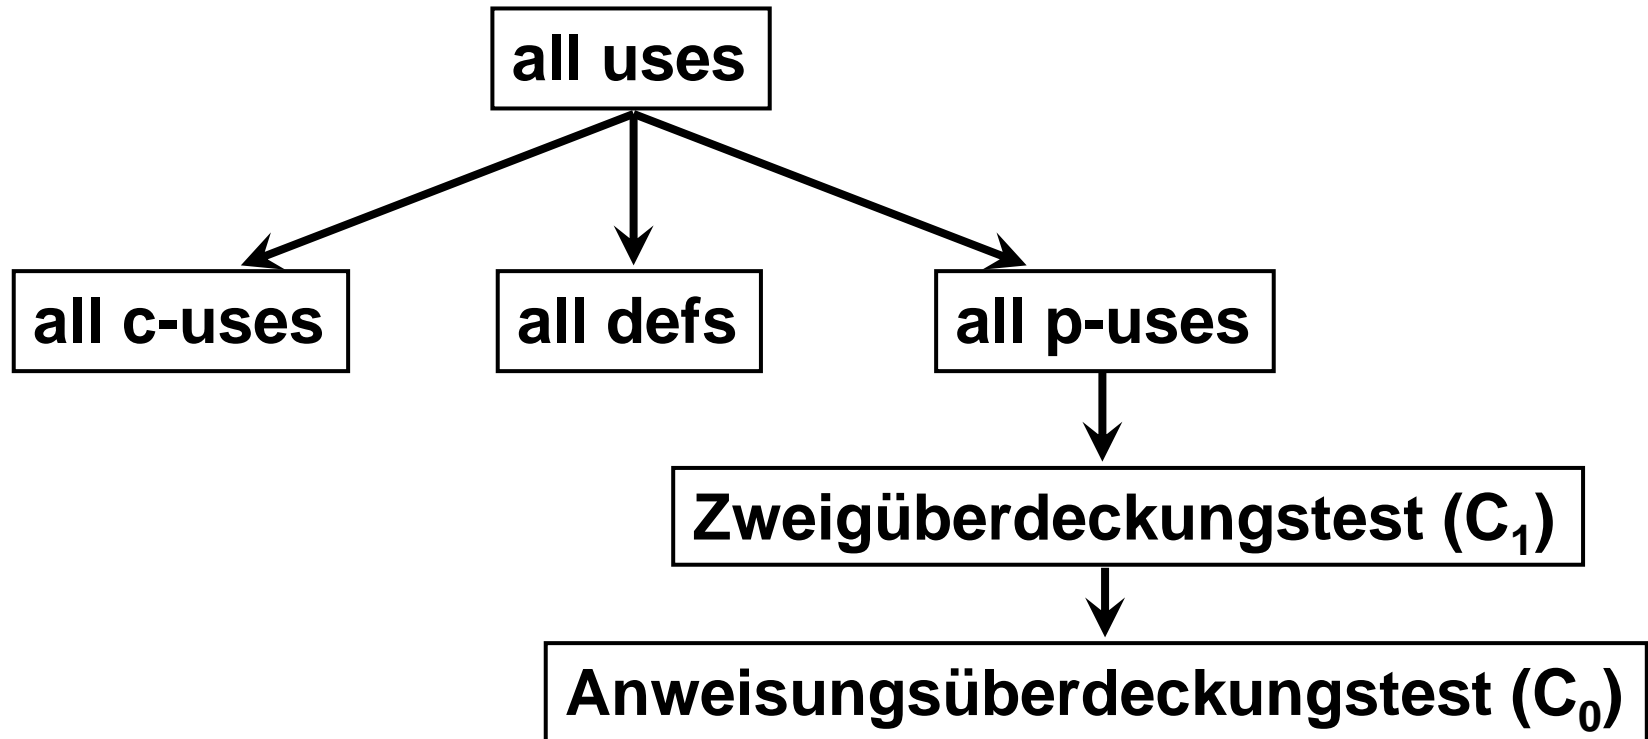 all uses
all c-uses
all defs
all p-uses
Zweigüberdeckungstest (C₁)
Anweisungsüberdeckungstest (C₀)